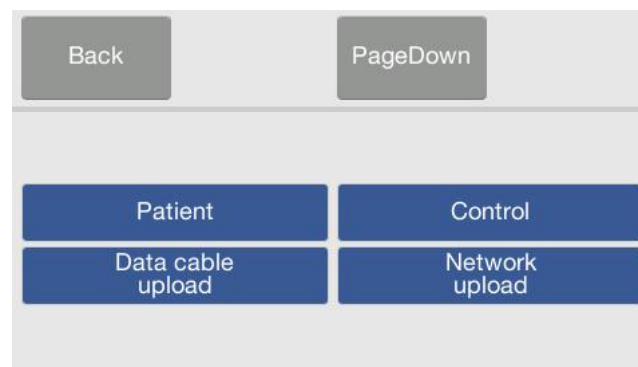 Back
PageDown
Patient
Control
Data cable
upload
Network
upload